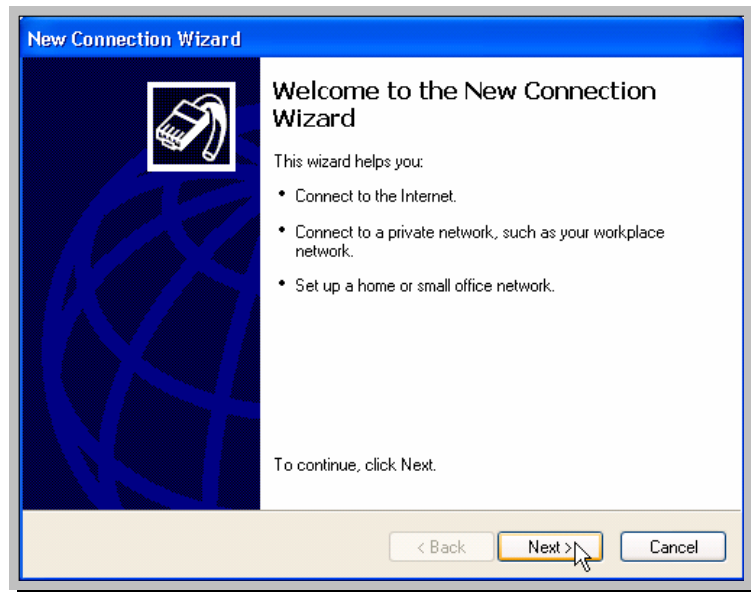 New Connection Wizard
Welcome to the New Connection
Wizard
This wizard helps you:
• Connect to the Internet.
• Connect to a private network, such as your workplace
network.
• Set up a home or small office network.
To continue, click Next.
< Back Next > Cancel